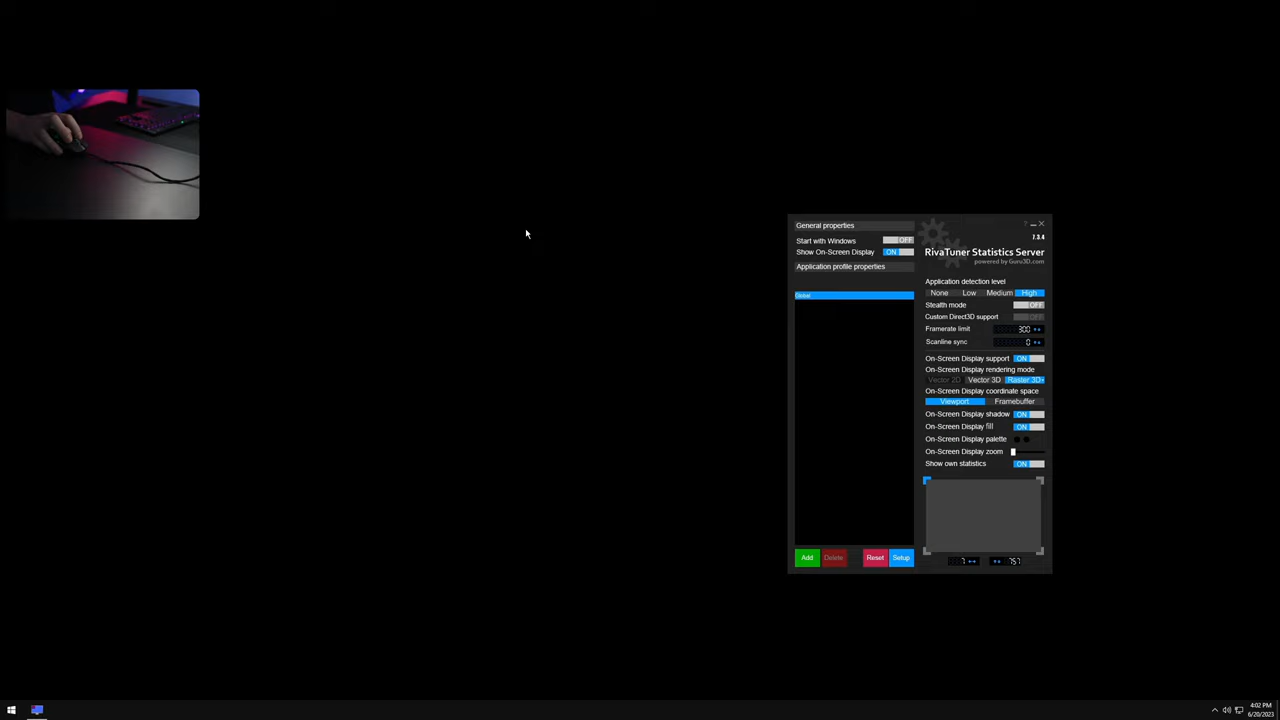 General properties
Start with Windows OFF
Show On-Screen Display ON
Application profile properties
Global
Add
Delete
Reset
Setup
7.3.4
RivaTuner Statistics Server
powered by Guru3D.com
Application detection level
None Low Medium High
Stealth mode OFF
Custom Direct3D support OFF
Framerate limit 300
Scanline sync 0
On-Screen Display support ON
On-Screen Display rendering mode
Vector 2D Vector 3D Raster 3D
On-Screen Display coordinate space
Viewport Framebuffer
On-Screen Display shadow ON
On-Screen Display fill ON
On-Screen Display palette
On-Screen Display zoom
Show own statistics ON
7 757
4:02 PM
6/20/2023